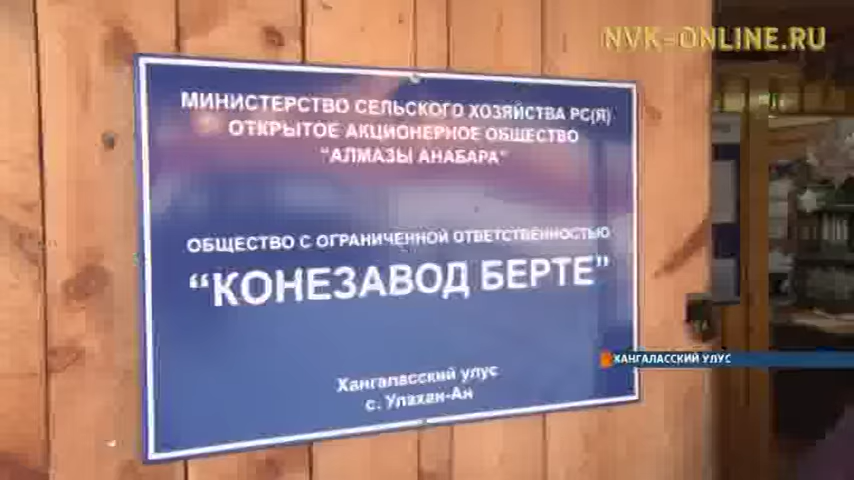 NVK-ONLINE.RU
МИНИСТЕРСТВО СЕЛЬСКОГО ХОЗЯЙСТВА РС(Я)
ОТКРЫТОЕ АКЦИОНЕРНОЕ ОБЩЕСТВО
"АЛМАЗЫ АНАБАРА"
ОБЩЕСТВО С ОГРАНИЧЕННОЙ ОТВЕТСТВЕННОСТЬЮ
"КОНЕЗАВОД БЕРТЕ"
ХАНГАЛАССКИЙ УЛУС
Хангаласский улус
с. Улахан-Ан